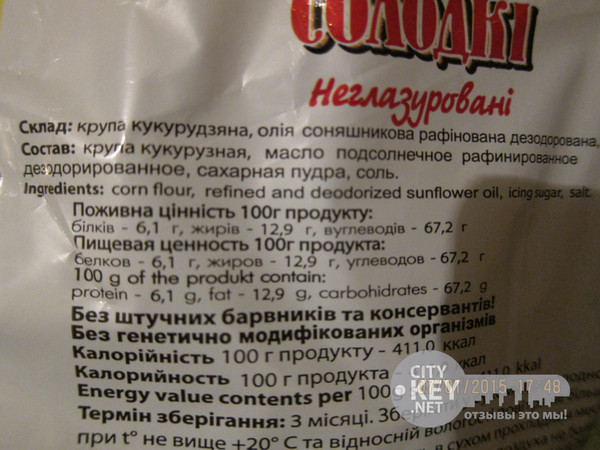 СОЛОДКІ
Неглазуровані
Склад: крупа кукурудзяна, олія соняшникова рафінована дезодорована,
Состав: крупа кукурузная, масло подсолнечное рафинированное
дезодорированное, сахарная пудра, соль.
Ingredients: corn flour, refined and deodorized sunflower oil, icing sugar, salt.
Поживна цінність 100г продукту:
білків - 6,1 г, жирів - 12,9 г, вуглеводів - 67,2 г
Пищевая ценность 100г продукта:
белков - 6,1 г, жиров - 12,9 г, углеводов - 67,2 г
100 g of the produkt contain:
protein - 6,1 g, fat - 12,9 g, carbohidrates - 67,2 g
Без штучних барвників та консервантів!
Без генетично модифікованих організмів
Калорійність 100 г продукту - 411,0 ккал
Калорийность 100 г продукта
Energy value contents per 100 kkal
Термін зберігання: 3 місяці.
при t° не вище +20° С та відносній
в сухом
CITY
KEY
.NET
2015 17:48
ОТЗЫВЫ ЭТО МЫ!